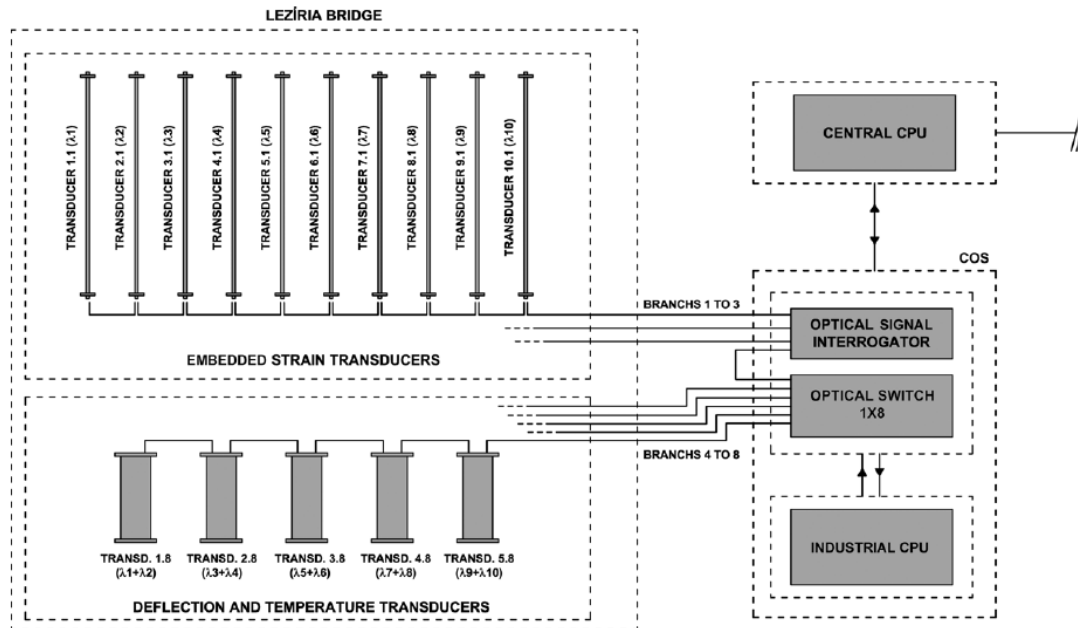 LEZÍRIA BRIDGE
TRANSDUCER 1.1 (λ1)
TRANSDUCER 2.1 (λ2)
TRANSDUCER 3.1 (λ3)
TRANSDUCER 4.1 (λ4)
TRANSDUCER 5.1 (λ5)
TRANSDUCER 6.1 (λ6)
TRANSDUCER 7.1 (λ7)
TRANSDUCER 8.1 (λ8)
TRANSDUCER 9.1 (λ9)
TRANSDUCER 10.1 (λ10)
EMBEDDED STRAIN TRANSDUCERS
BRANCHS 1 TO 3
CENTRAL CPU
COS
OPTICAL SIGNAL
INTERROGATOR
OPTICAL SWITCH
1X8
BRANCHS 4 TO 8
INDUSTRIAL CPU
TRANSD. 1.8
(λ1+λ2)
TRANSD. 2.8
(λ3+λ4)
TRANSD. 3.8
(λ5+λ6)
TRANSD. 4.8
(λ7+λ8)
TRANSD. 5.8
(λ9+λ10)
DEFLECTION AND TEMPERATURE TRANSDUCERS